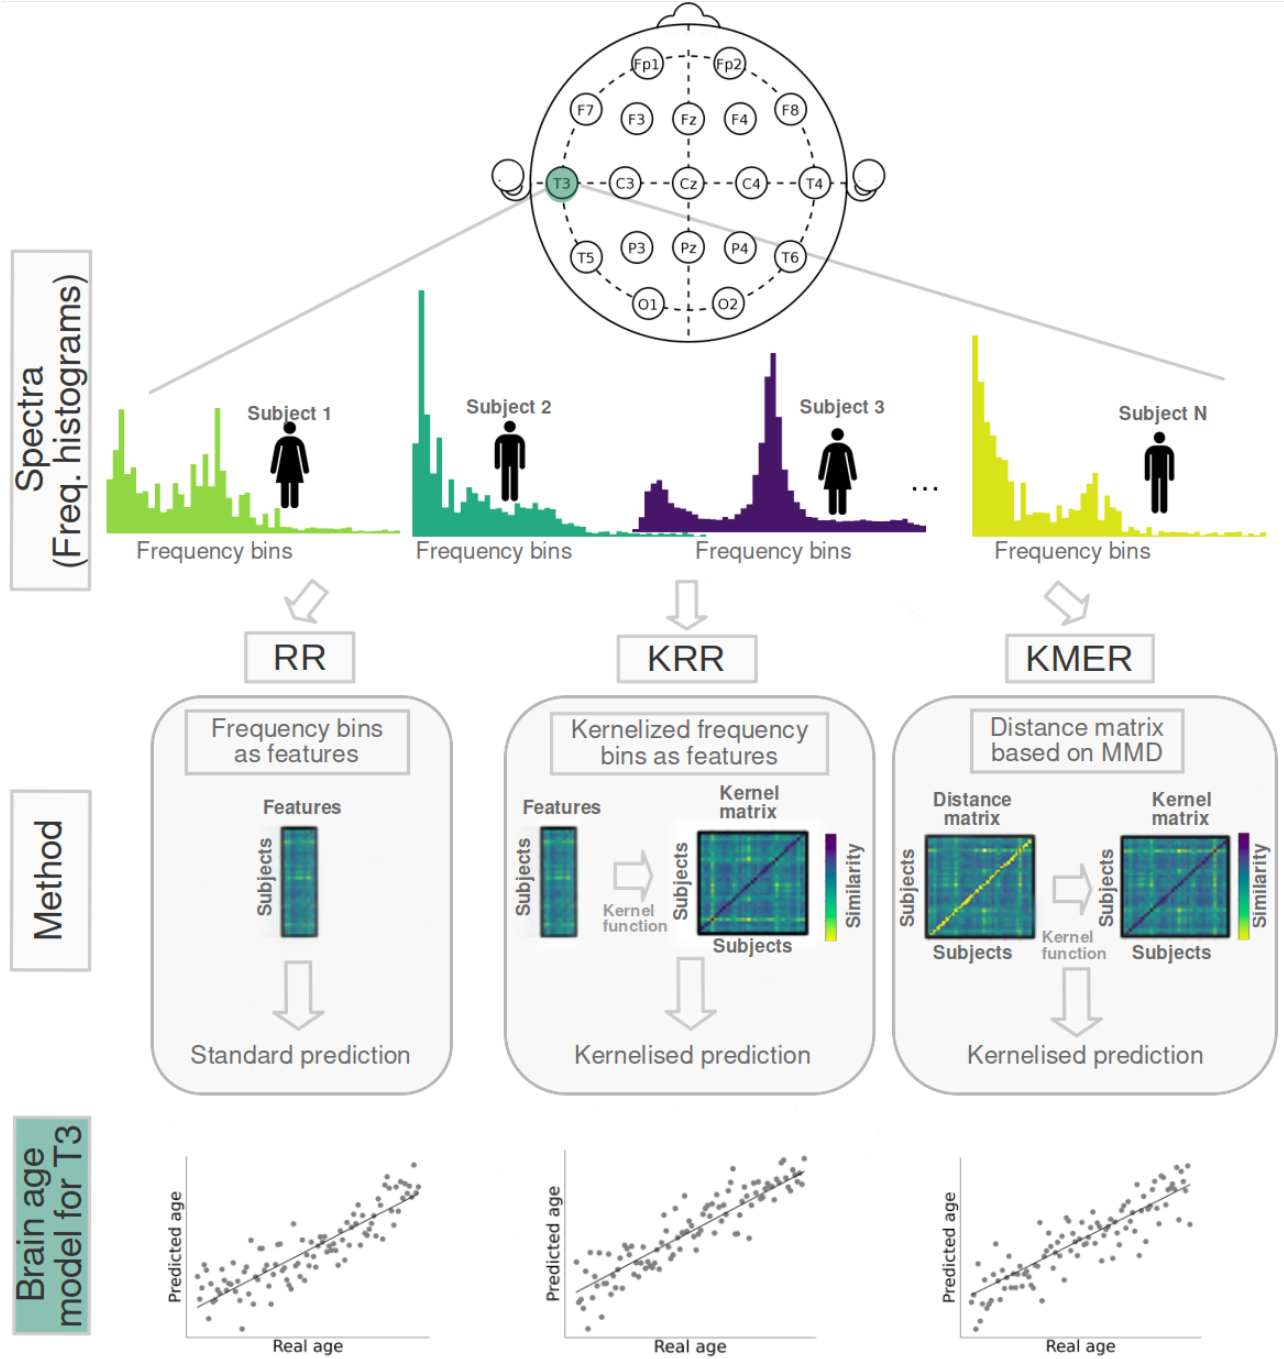 Fp1
Fp2
F7
F3
Fz
F4
F8
T3
C3
Cz
C4
T4
T5
P3
Pz
P4
T6
O1
O2
Spectra
(Freq. histograms)
Subject 1
Subject 2
Subject 3
...
Subject N
Frequency bins
Frequency bins
Frequency bins
Frequency bins
RR
KRR
KMER
Method
Frequency bins
as features
Features
Subjects
Standard prediction
Kernelized frequency
bins as features
Features
Subjects
Kernel
function
Kernel
matrix
Subjects
Subjects
Similarity
Kernelised prediction
Distance matrix
based on MMD
Distance
matrix
Subjects
Subjects
Kernel
function
Kernel
matrix
Subjects
Subjects
Similarity
Kernelised prediction
Brain age
model for T3
Predicted age
Real age
Predicted age
Real age
Predicted age
Real age